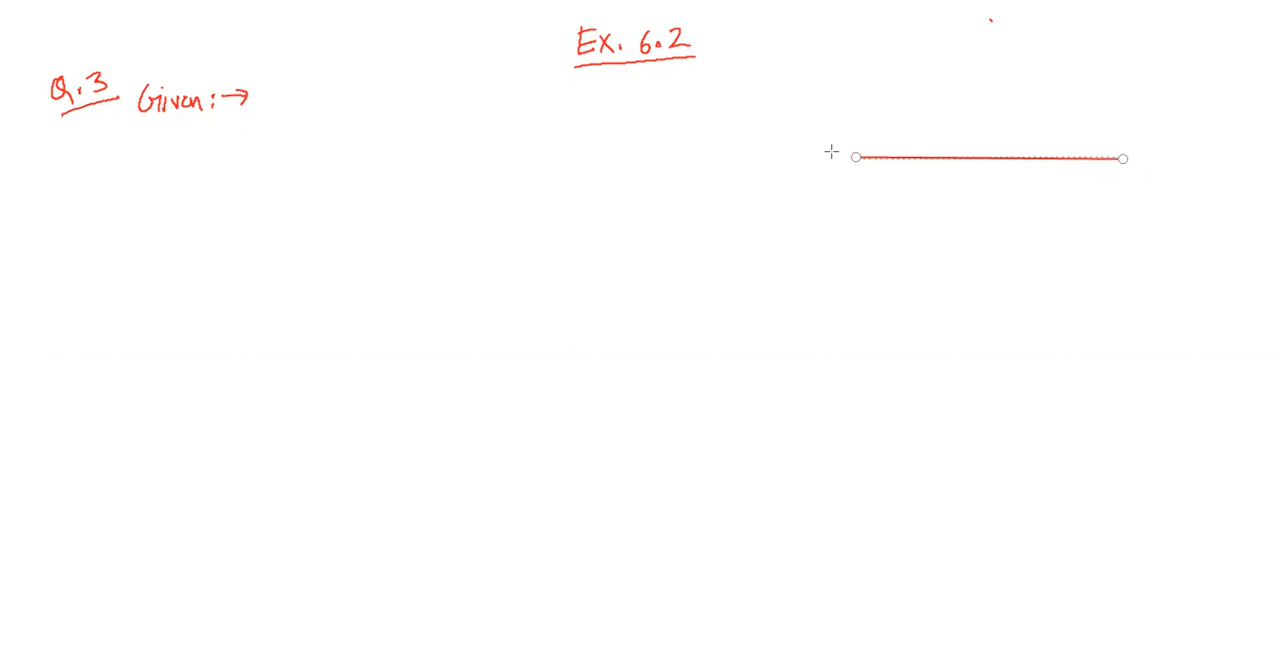 Ex. 6.2
Q.3 Given :→